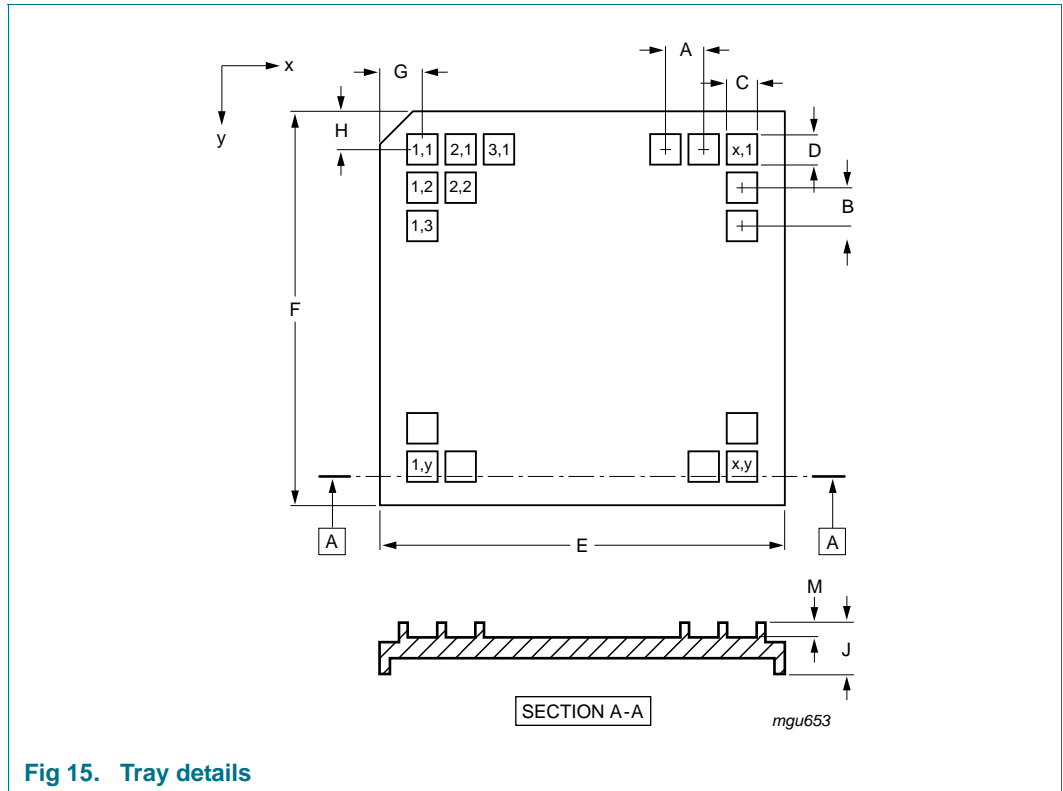 A
x
G
C
y
H
1,1 2,1 3,1
x,1
D
1,2 2,2
B
1,3
F
1,y
x,y
A
E
A
M
J
SECTION A-A
mgu653
Fig 15. Tray details